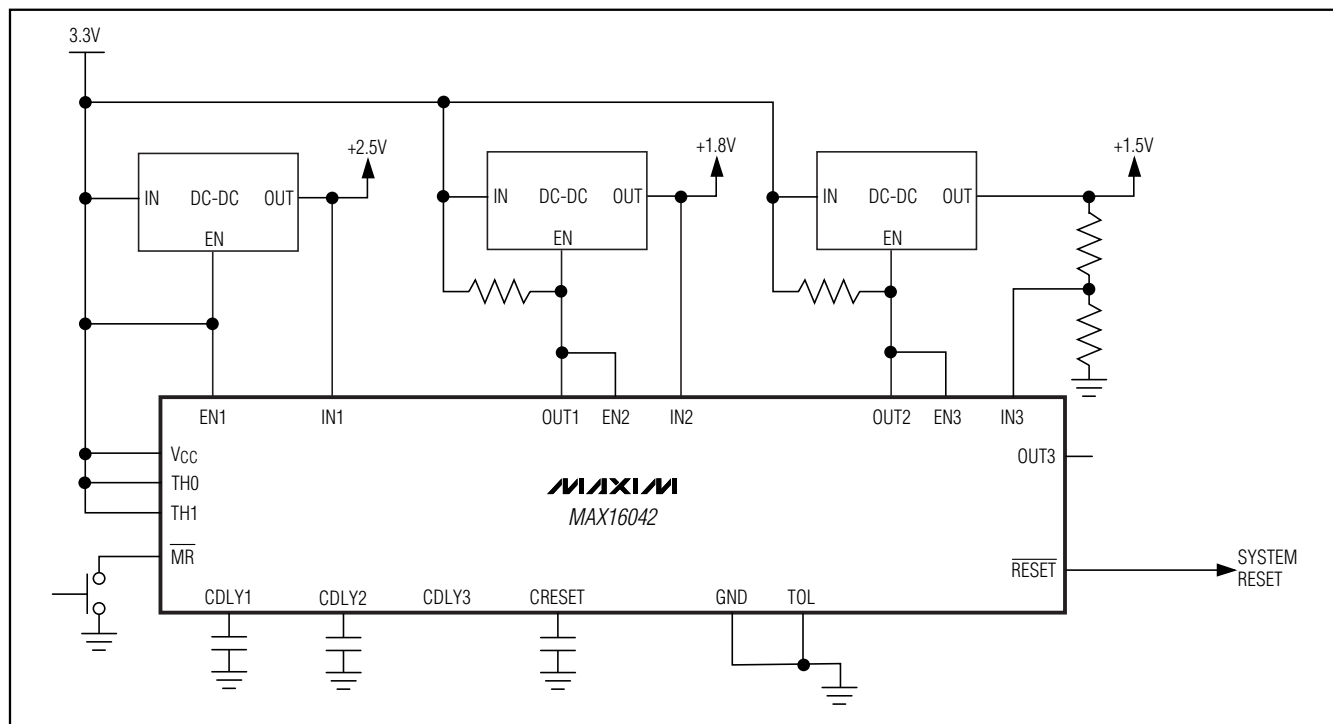 3.3V
+2.5V
+1.8V
+1.5V
IN DC-DC OUT
EN
IN DC-DC OUT
EN
IN DC-DC OUT
EN
EN1 IN1 OUT1 EN2 IN2 OUT2 EN3 IN3
VCC
TH0
TH1
MR
OUT3
MAXIM
MAX16042
RESET
SYSTEM
RESET
CDLY1 CDLY2 CDLY3 CRESET GND TOL